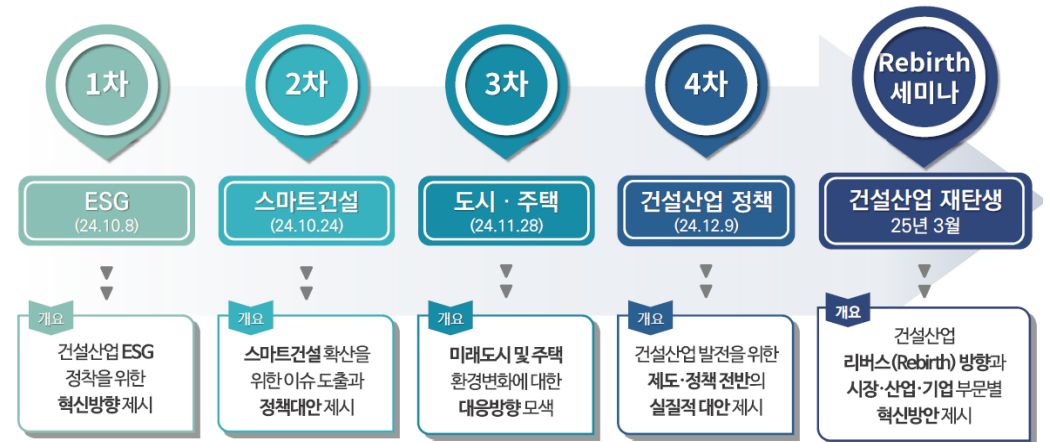 1차
2차
3차
4차
Rebirth
세미나
ESG
(24.10.8)
스마트건설
(24.10.24)
도시 · 주택
(24.11.28)
건설산업 정책
(24.12.9)
건설산업 재탄생
25년 3월
개요
건설산업 ESG
정착을 위한
혁신방향 제시
개요
스마트건설 확산을
위한 이슈 도출과
정책대안 제시
개요
미래도시 및 주택
환경변화에 대한
대응방향 모색
개요
건설산업 발전을 위한
제도·정책 전반의
실질적 대안 제시
개요
건설산업
리버스(Rebirth) 방향과
시장·산업·기업 부문별
혁신방안 제시